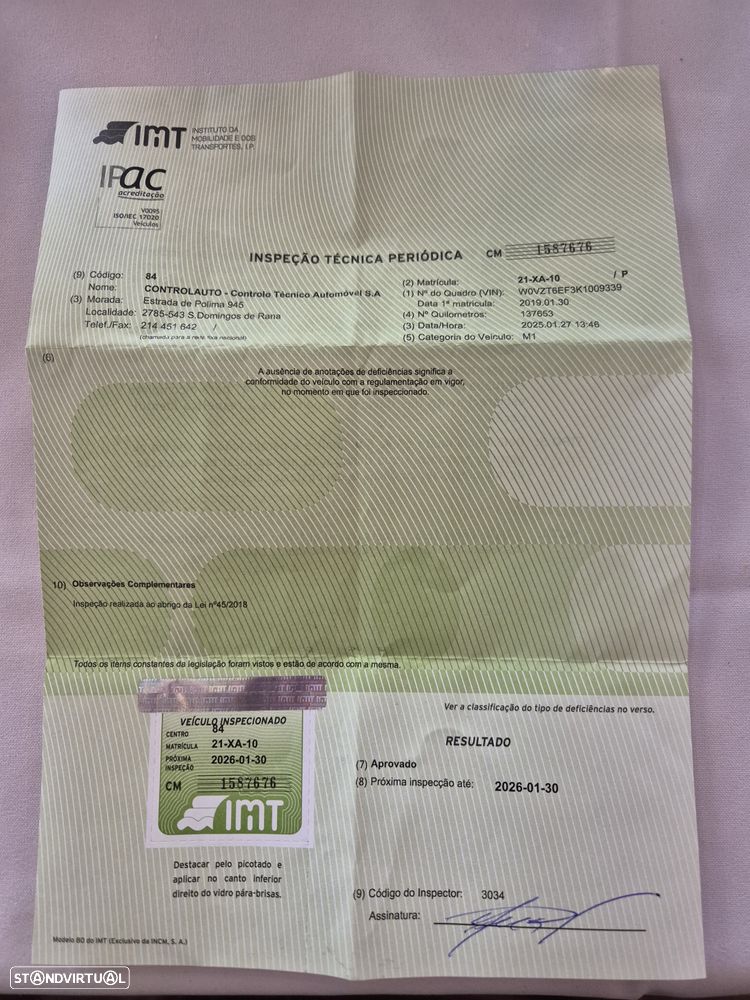 IMT INSTITUTO DA
MOBILIDADE E DOS
TRANSPORTES, I.P.
IPAC
acreditação
V0095
ISO/IEC 17020
Veículos
INSPEÇÃO TÉCNICA PERIÓDICA CM 1587676
(9) Código: 84
Nome: CONTROLAUTO - Controlo Técnico Automóvel S.A
(3) Morada: Estrada de Polima 945
Localidade: 2785-543 S.Domingos de Rana
Telef./Fax: 214 451 642 /
(chamada para a rede fixa nacional)
(2) Matrícula: 21-XA-10 / P
(1) Nº do Quadro (VIN): W0VZT6EF3K1009339
Data 1ª matrícula: 2019.01.30
(4) Nº Quilometros: 137653
(3) Data/Hora: 2025.01.27 13:46
(5) Categoria do Veículo: M1
(6)
A ausência de anotações de deficiências significa a
conformidade do veículo com a regulamentação em vigor,
no momento em que foi inspeccionado.
10) Observações Complementares
Inspeção realizada ao abrigo da Lei nº45/2018
Todos os items constantes da legislação foram vistos e estão de acordo com a mesma.
VEÍCULO INSPECIONADO
CENTRO 84
MATRÍCULA 21-XA-10
PRÓXIMA
INSPEÇÃO 2026-01-30
CM 1587676
IMT
Destacar pelo picotado e
aplicar no canto inferior
direito do vidro pára-brisas.
Modelo 80 do IMT (Exclusivo da INCM, S. A.)
Ver a classificação do tipo de deficiências no verso.
RESULTADO
(7) Aprovado
(8) Próxima inspecção até: 2026-01-30
(9) Código do Inspector: 3034
Assinatura:
STANDVIRTUAL